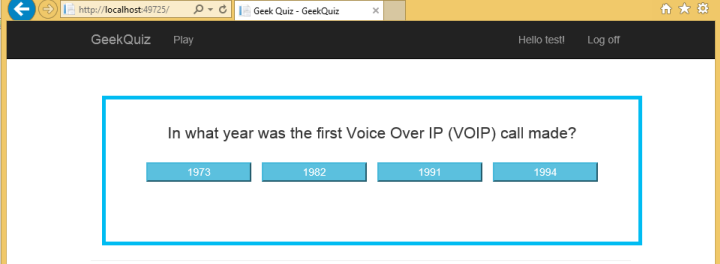 http://localhost:49725/
Geek Quiz - GeekQuiz
GeekQuiz Play Hello test! Log off
In what year was the first Voice Over IP (VOIP) call made?
1973 1982 1991 1994